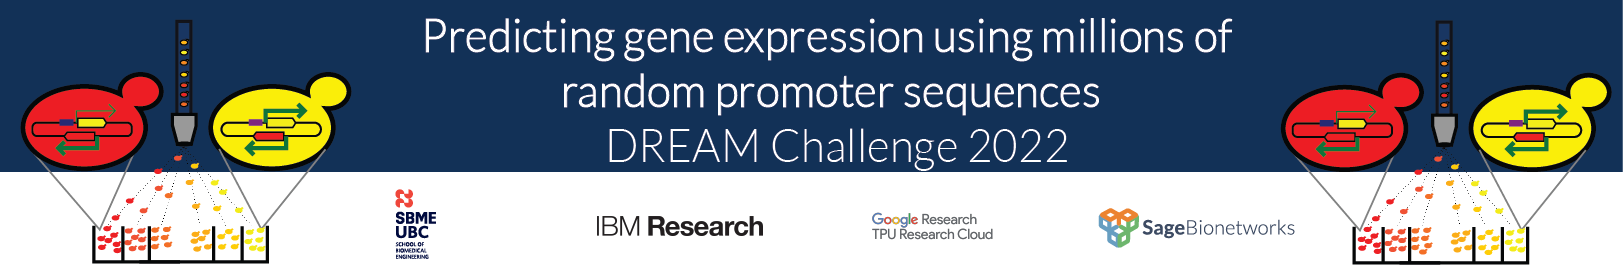 Predicting gene expression using millions of
random promoter sequences
DREAM Challenge 2022
SBME
UBC
SCHOOL OF
BIOMEDICAL
ENGINEERING
IBM Research
Google Research
TPU Research Cloud
SageBionetworks